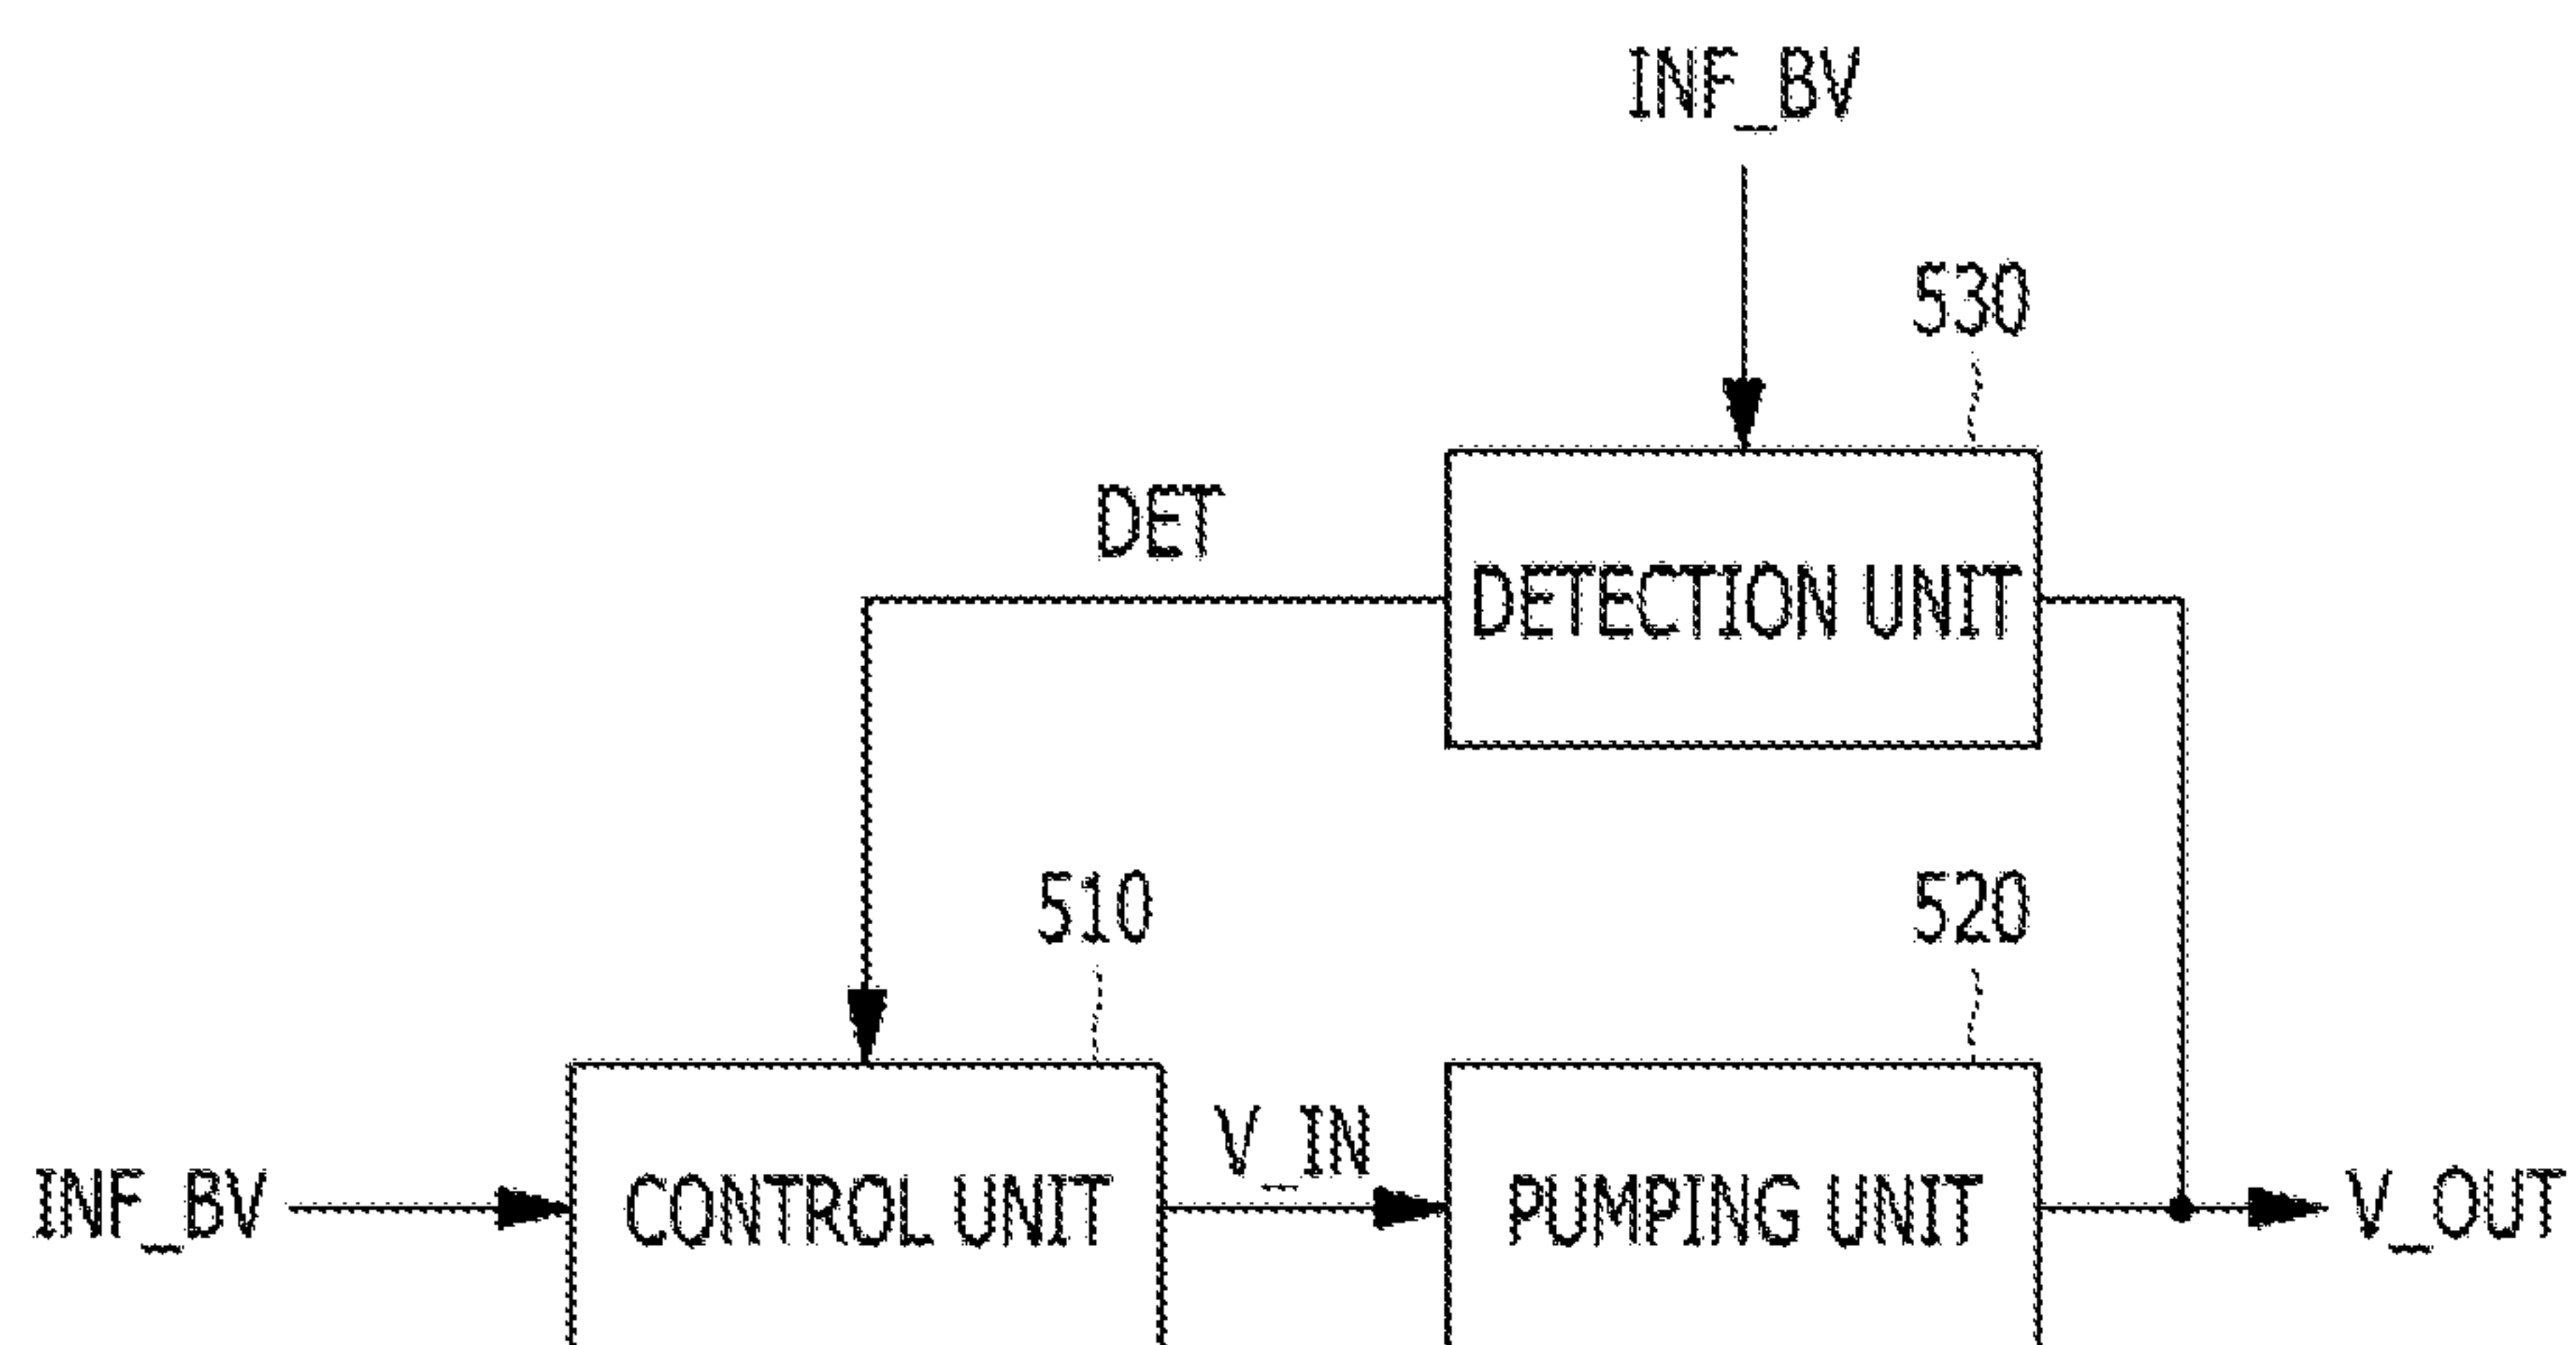 INF_BV
530
DET
DETECTION UNIT
510
520
V_IN
INF_BV
CONTROL UNIT
PUMPING UNIT
V_OUT